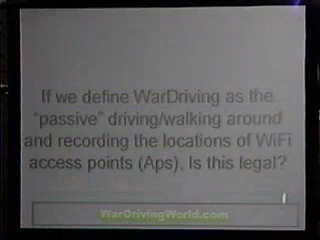 If we define WarDriving as the
"passive" driving/walking around
and recording the locations of WiFi
access points (Aps), Is this legal?
WarDrivingWorld.com